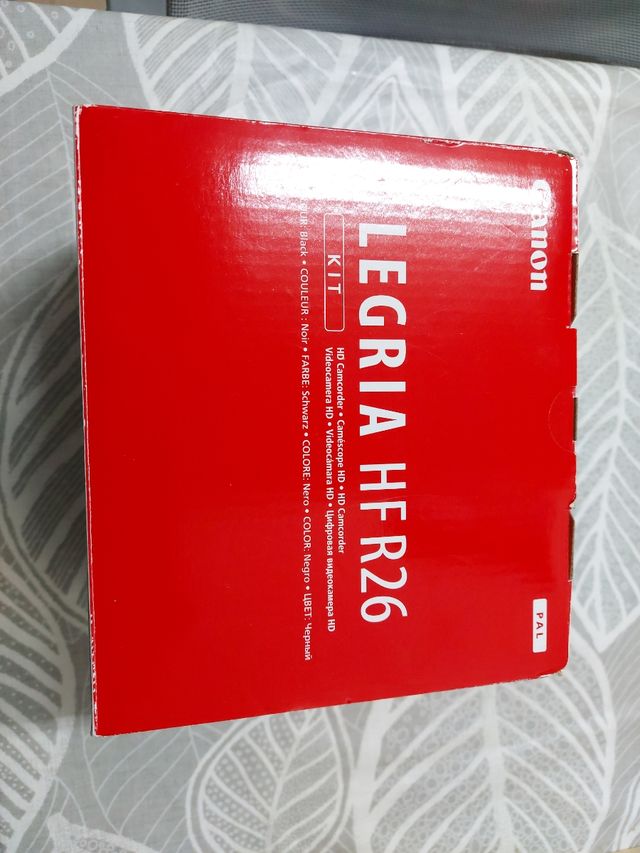 Canon
PAL
LEGRIA HF R26
KIT
HD Camcorder • Caméscope HD • HD Camcorder
Videocamera HD • Videocámara HD • Цифровая видеокамера HD
Black • COULEUR : Noir • FARBE: Schwarz • COLORE: Nero • COLOR: Negro • ЦВЕТ: Черный